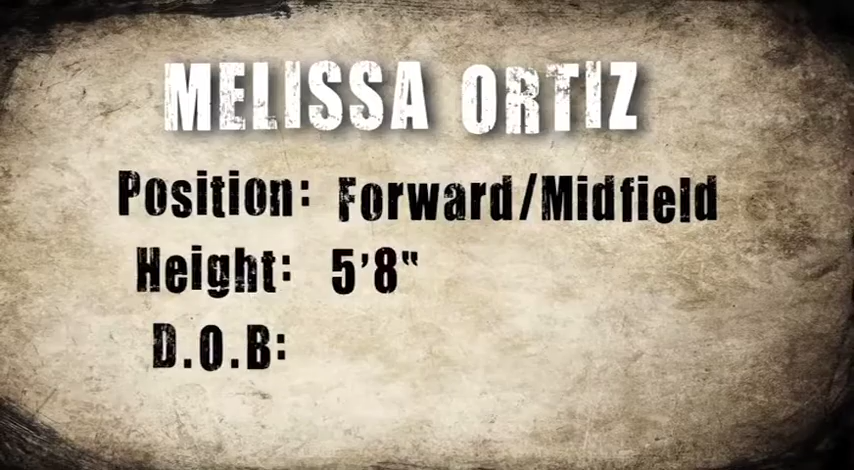 MELISSA ORTIZ
Position: Forward/Midfield
Height: 5'8"
D.O.B: